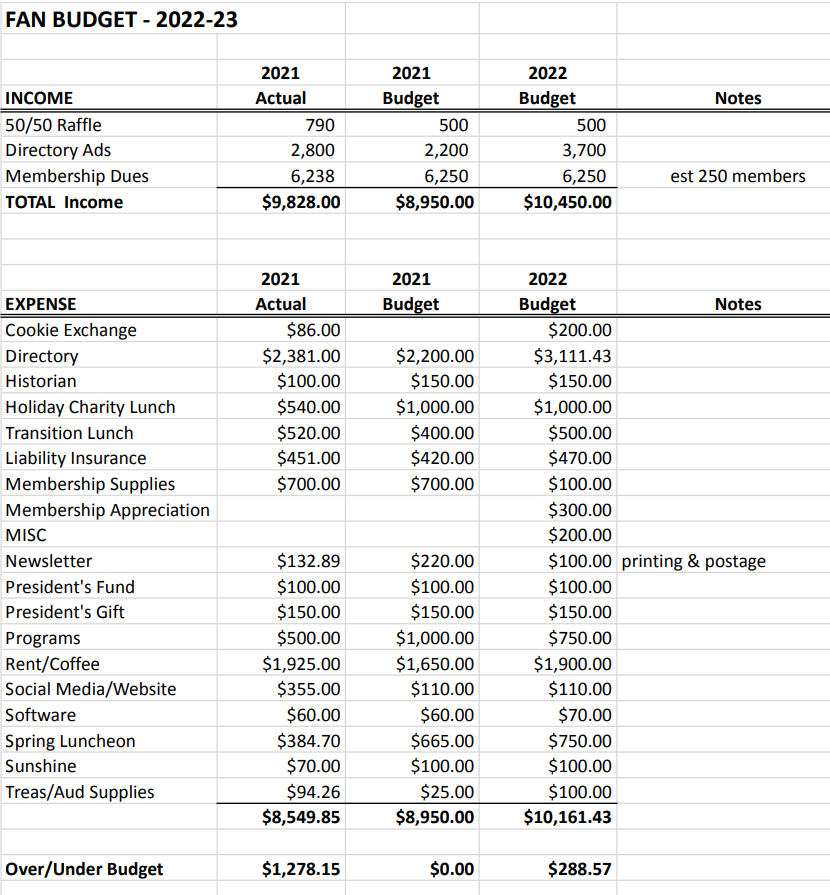 FAN BUDGET - 2022-23
2021 2021 2022
INCOME Actual Budget Budget Notes
50/50 Raffle 790 500 500
Directory Ads 2,800 2,200 3,700
Membership Dues 6,238 6,250 6,250 est 250 members
TOTAL Income $9,828.00 $8,950.00 $10,450.00
2021 2021 2022
EXPENSE Actual Budget Budget Notes
Cookie Exchange $86.00 $200.00
Directory $2,381.00 $2,200.00 $3,111.43
Historian $100.00 $150.00 $150.00
Holiday Charity Lunch $540.00 $1,000.00 $1,000.00
Transition Lunch $520.00 $400.00 $500.00
Liability Insurance $451.00 $420.00 $470.00
Membership Supplies $700.00 $700.00 $100.00
Membership Appreciation $300.00
MISC $200.00
Newsletter $132.89 $220.00 $100.00 printing & postage
President's Fund $100.00 $100.00 $100.00
President's Gift $150.00 $150.00 $150.00
Programs $500.00 $1,000.00 $750.00
Rent/Coffee $1,925.00 $1,650.00 $1,900.00
Social Media/Website $355.00 $110.00 $110.00
Software $60.00 $60.00 $70.00
Spring Luncheon $384.70 $665.00 $750.00
Sunshine $70.00 $100.00 $100.00
Treas/Aud Supplies $94.26 $25.00 $100.00
$8,549.85 $8,950.00 $10,161.43
Over/Under Budget $1,278.15 $0.00 $288.57